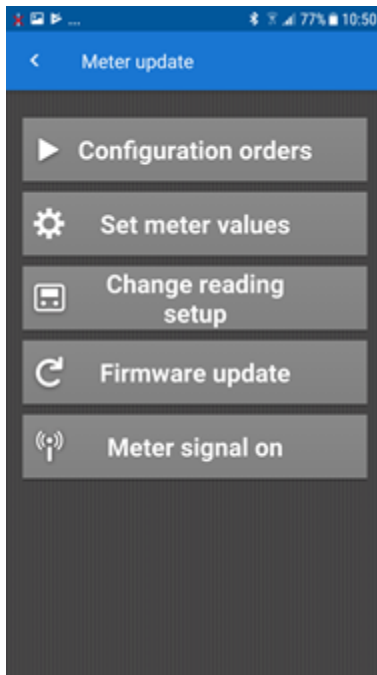 ... 77% 10:50
Meter update
Configuration orders
Set meter values
Change reading
setup
Firmware update
Meter signal on